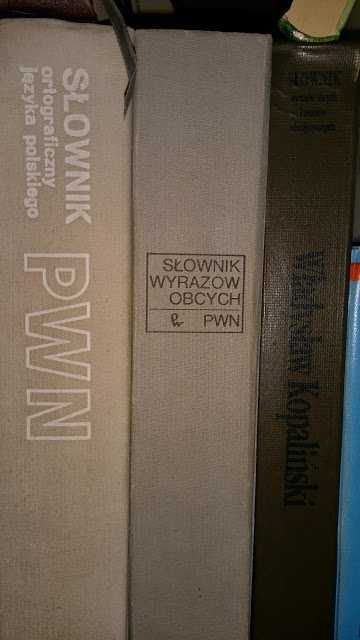 SŁOWNIK
ortograficzny
języka polskiego
PWN
SŁOWNIK
WYRAZÓW
OBCYCH
PWN
SŁOWNIK
Władysław Kopaliński